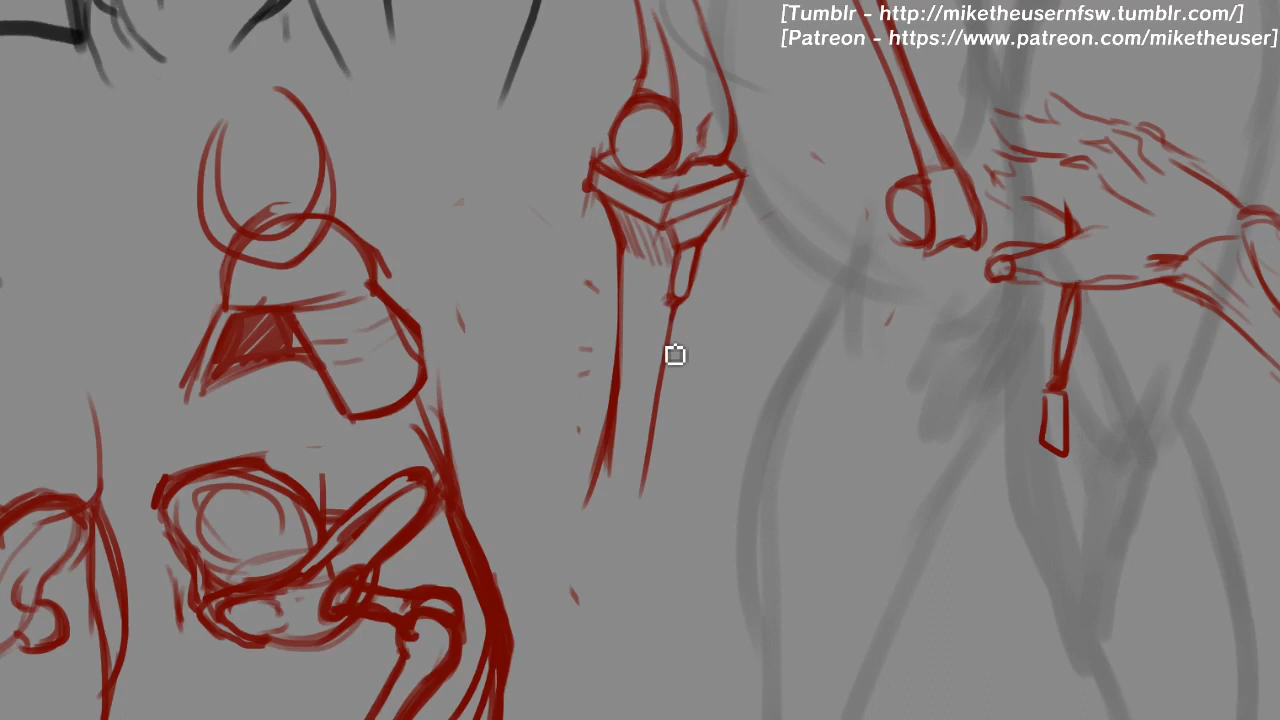 [Tumblr - http://miketheusernfsw.tumblr.com/]
[Patreon - https://www.patreon.com/miketheuser]